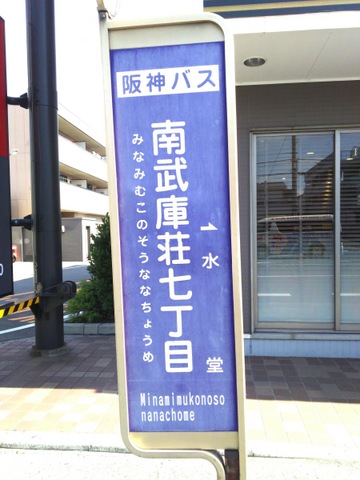 阪神バス
南武庫荘七丁目
みなみむこのそうななちょうめ
水堂
Minamimukonoso
nanachome